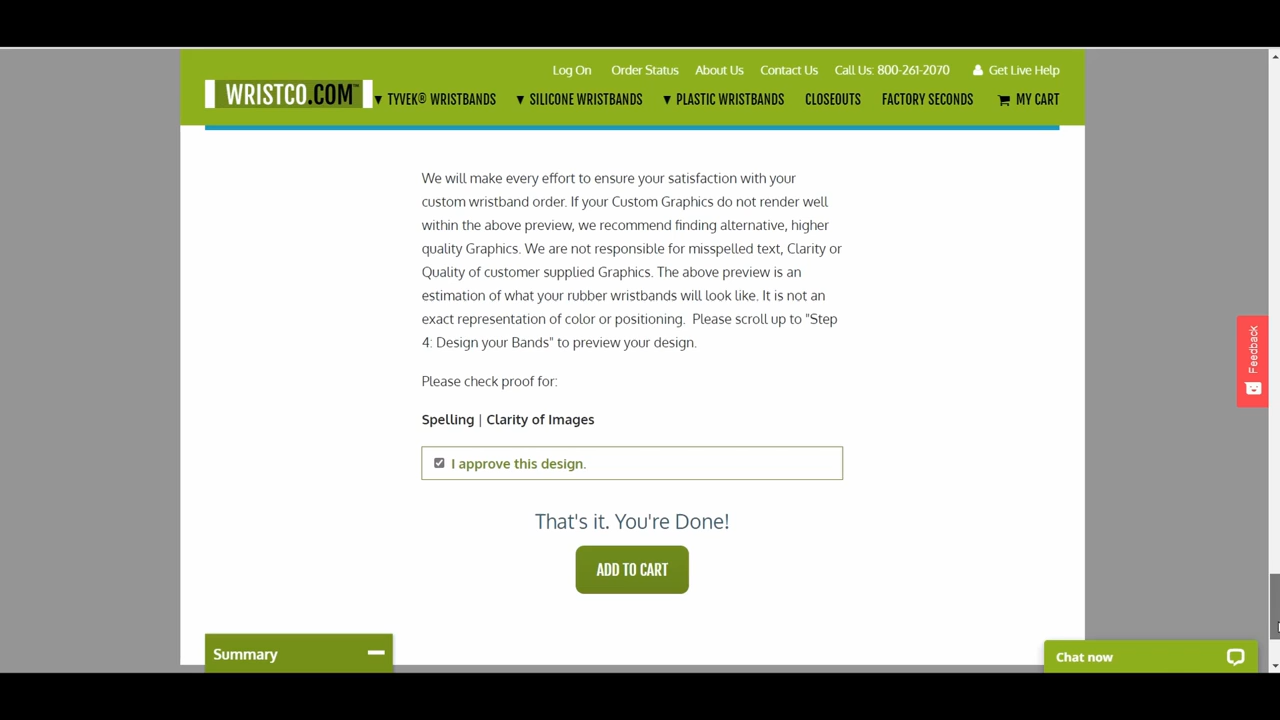 Log On Order Status About Us Contact Us Call Us: 800-261-2070 Get Live Help
WRISTCO.COM™ ▼ TYVEK® WRISTBANDS ▼ SILICONE WRISTBANDS ▼ PLASTIC WRISTBANDS CLOSEOUTS FACTORY SECONDS MY CART
We will make every effort to ensure your satisfaction with your
custom wristband order. If your Custom Graphics do not render well
within the above preview, we recommend finding alternative, higher
quality Graphics. We are not responsible for misspelled text, Clarity or
Quality of customer supplied Graphics. The above preview is an
estimation of what your rubber wristbands will look like. It is not an
exact representation of color or positioning.  Please scroll up to "Step
4: Design your Bands" to preview your design.
Feedback
Please check proof for:
Spelling | Clarity of Images
I approve this design.
That's it. You're Done!
ADD TO CART
Summary
Chat now